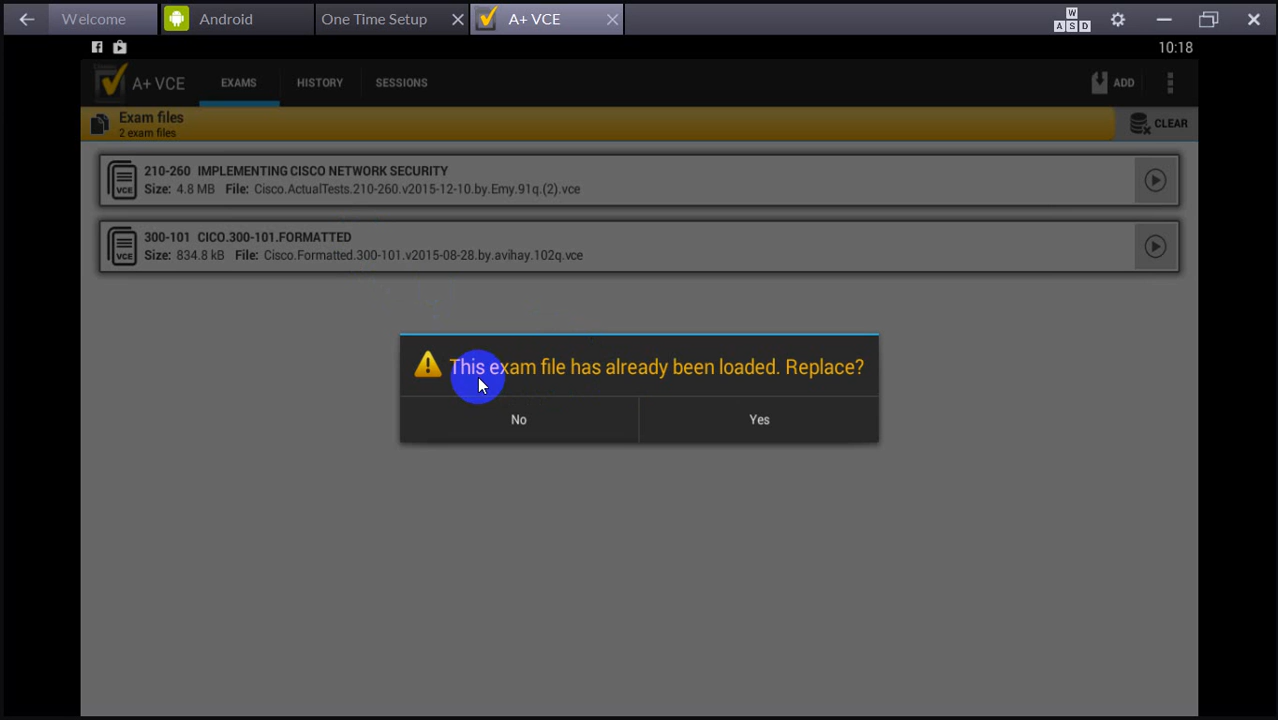 Welcome Android One Time Setup A+ VCE
W
A S D
10:18
A+ VCE EXAMS HISTORY SESSIONS ADD
Exam files
2 exam files
CLEAR
210-260 IMPLEMENTING CISCO NETWORK SECURITY
VCE Size: 4.8 MB File: Cisco.ActualTests.210-260.v2015-12-10.by.Emy.91q.(2).vce
300-101 CICO.300-101.FORMATTED
VCE Size: 834.8 kB File: Cisco.Formatted.300-101.v2015-08-28.by.avihay.102q.vce
This exam file has already been loaded. Replace?
No Yes